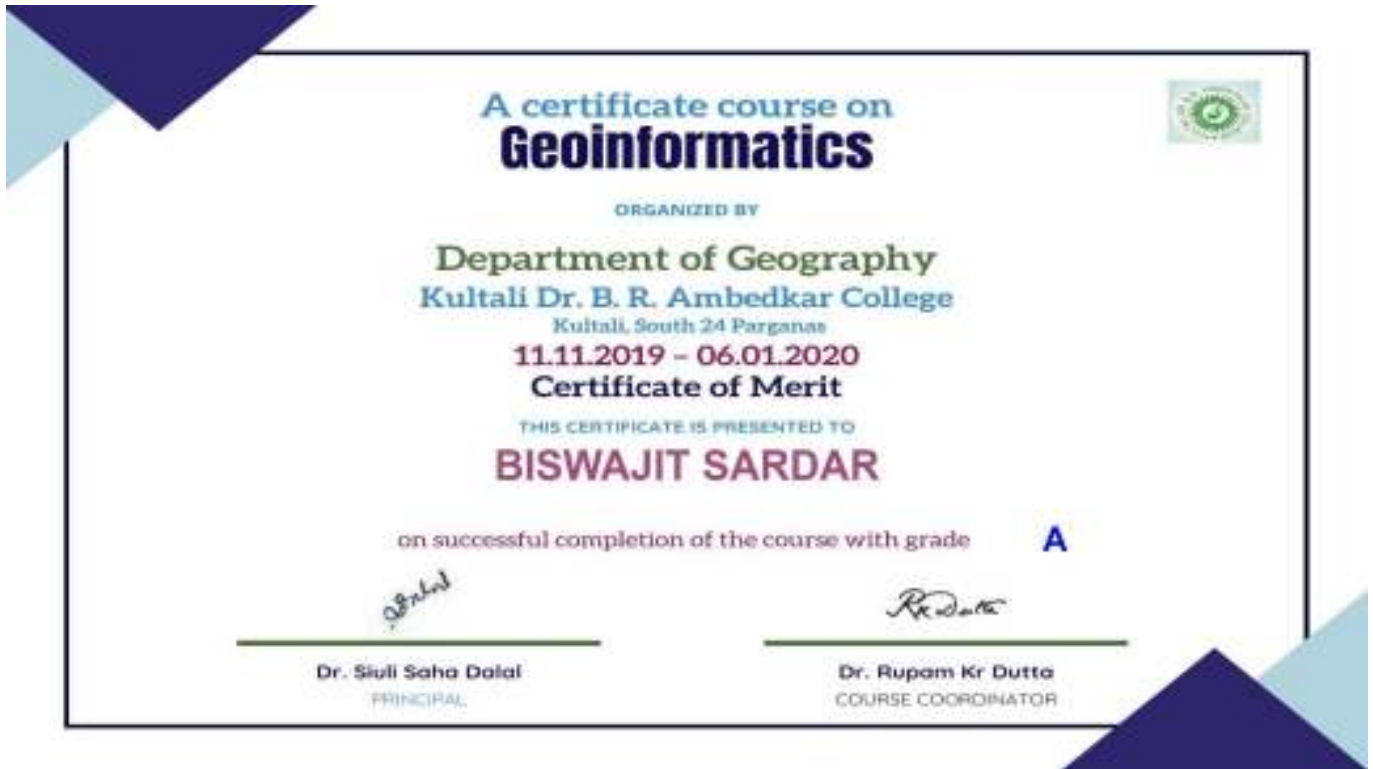 A certificate course on
Geoinformatics
ORGANIZED BY
Department of Geography
Kultali Dr. B. R. Ambedkar College
Kultali, South 24 Parganas
11.11.2019 – 06.01.2020
Certificate of Merit
THIS CERTIFICATE IS PRESENTED TO
BISWAJIT SARDAR
on successful completion of the course with grade A
Dr. Siuli Saha Dalal
Dr. Rupam Kr Dutta
PRINCIPAL
COURSE COORDINATOR